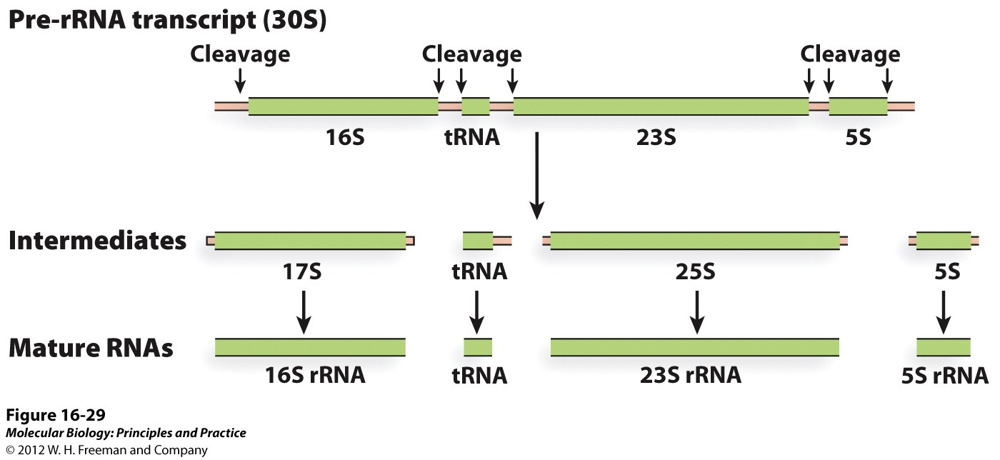 Pre-rRNA transcript (30S)
Cleavage Cleavage Cleavage
16S tRNA 23S 5S
Intermediates
17S tRNA 25S 5S
Mature RNAs
16S rRNA tRNA 23S rRNA 5S rRNA
Figure 16-29
Molecular Biology: Principles and Practice
© 2012 W. H. Freeman and Company